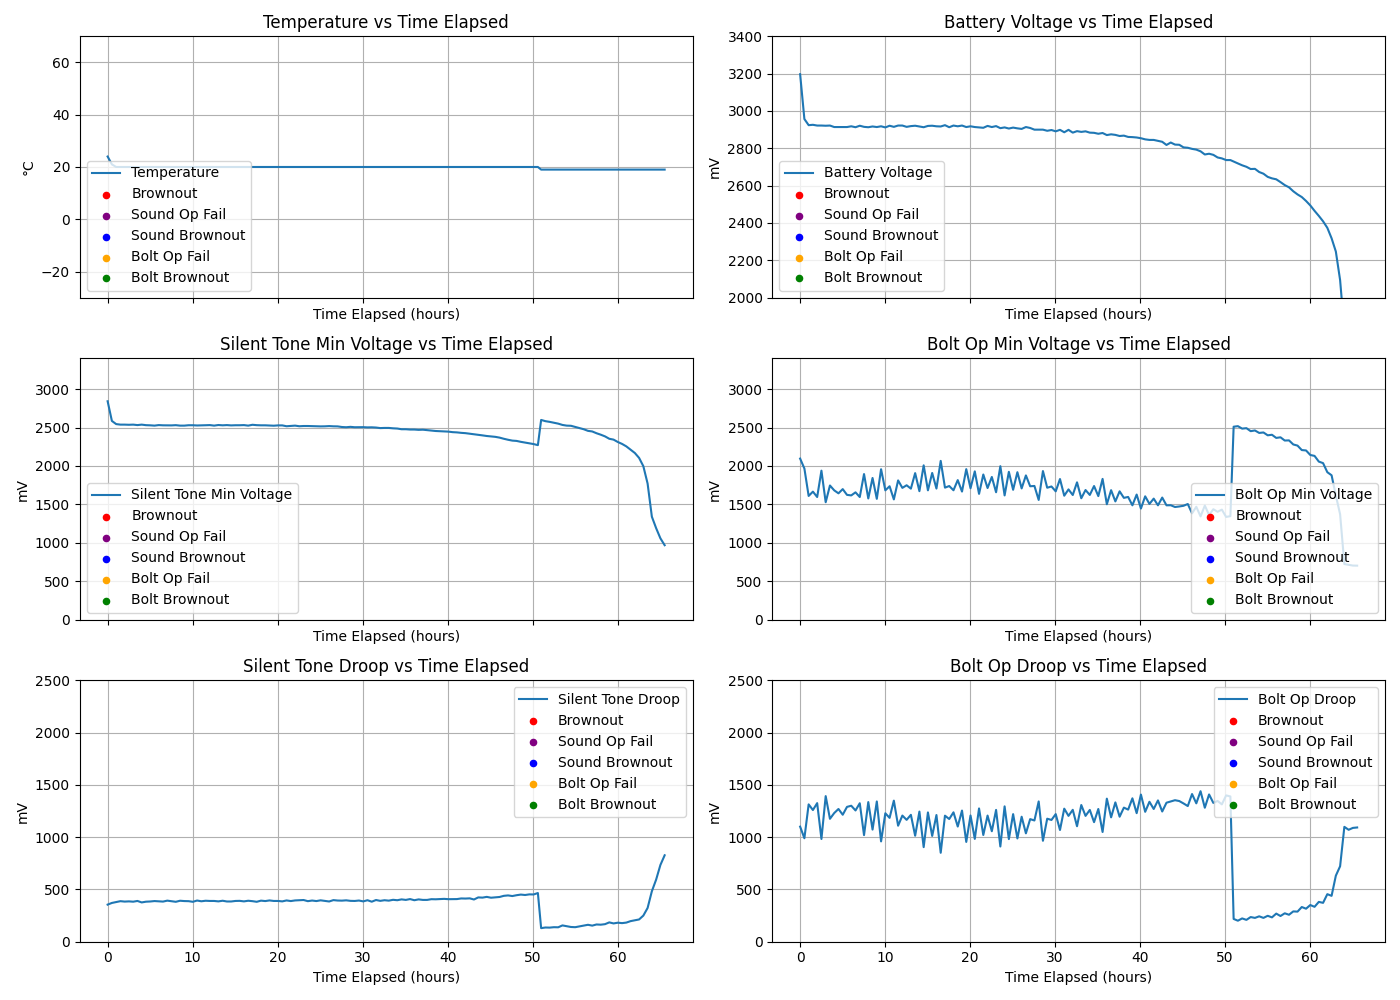 Temperature vs Time Elapsed
60
40
20
0
−20
°C
Temperature
Brownout
Sound Op Fail
Sound Brownout
Bolt Op Fail
Bolt Brownout
Time Elapsed (hours)
Battery Voltage vs Time Elapsed
3400
3200
3000
2800
2600
2400
2200
2000
mV
Battery Voltage
Brownout
Sound Op Fail
Sound Brownout
Bolt Op Fail
Bolt Brownout
Time Elapsed (hours)
Silent Tone Min Voltage vs Time Elapsed
3000
2500
2000
1500
1000
500
0
mV
Silent Tone Min Voltage
Brownout
Sound Op Fail
Sound Brownout
Bolt Op Fail
Bolt Brownout
Time Elapsed (hours)
Bolt Op Min Voltage vs Time Elapsed
3000
2500
2000
1500
1000
500
0
mV
Bolt Op Min Voltage
Brownout
Sound Op Fail
Sound Brownout
Bolt Op Fail
Bolt Brownout
Time Elapsed (hours)
Silent Tone Droop vs Time Elapsed
2500
2000
1500
1000
500
0
mV
Silent Tone Droop
Brownout
Sound Op Fail
Sound Brownout
Bolt Op Fail
Bolt Brownout
0 10 20 30 40 50 60
Time Elapsed (hours)
Bolt Op Droop vs Time Elapsed
2500
2000
1500
1000
500
0
mV
Bolt Op Droop
Brownout
Sound Op Fail
Sound Brownout
Bolt Op Fail
Bolt Brownout
0 10 20 30 40 50 60
Time Elapsed (hours)